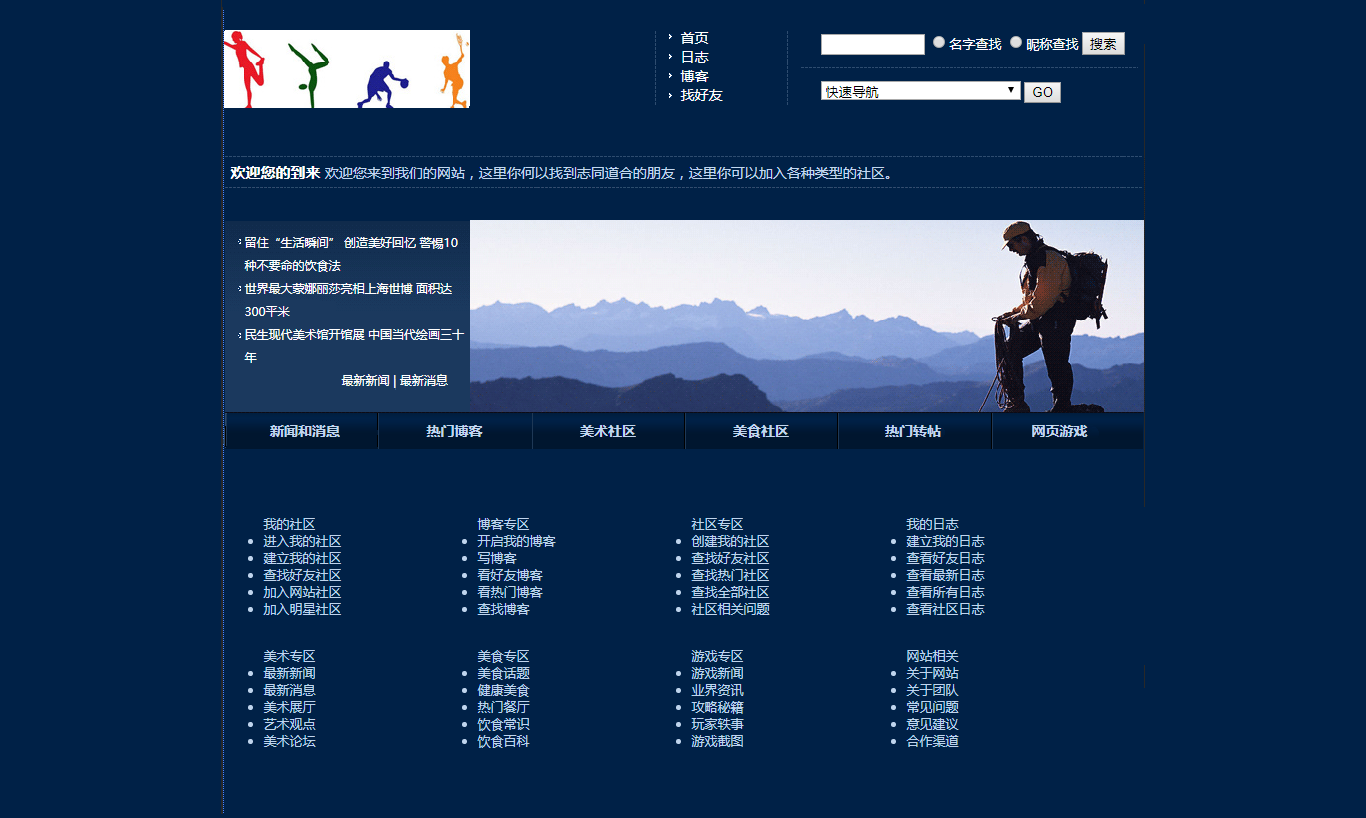 首页
日志
博客
找好友
名字查找 昵称查找 搜索
快速导航 GO
欢迎您的到来 欢迎您来到我们的网站，这里你何以找到志同道合的朋友，这里你可以加入各种类型的社区。
留住“生活瞬间” 创造美好回忆 警惕10
种不要命的饮食法
世界最大蒙娜丽莎亮相上海世博 面积达
300平米
民生现代美术馆开馆展 中国当代绘画三十
年
最新新闻 | 最新消息
新闻和消息 热门博客 美术社区 美食社区 热门转帖 网页游戏
我的社区
进入我的社区
建立我的社区
查找好友社区
加入网站社区
加入明星社区
博客专区
开启我的博客
写博客
看好友博客
看热门博客
查找博客
社区专区
创建我的社区
查找好友社区
查找热门社区
查找全部社区
社区相关问题
我的日志
建立我的日志
查看好友日志
查看最新日志
查看所有日志
查看社区日志
美术专区
最新新闻
最新消息
美术展厅
艺术观点
美术论坛
美食专区
美食话题
健康美食
热门餐厅
饮食常识
饮食百科
游戏专区
游戏新闻
业界资讯
攻略秘籍
玩家轶事
游戏截图
网站相关
关于网站
关于团队
常见问题
意见建议
合作渠道